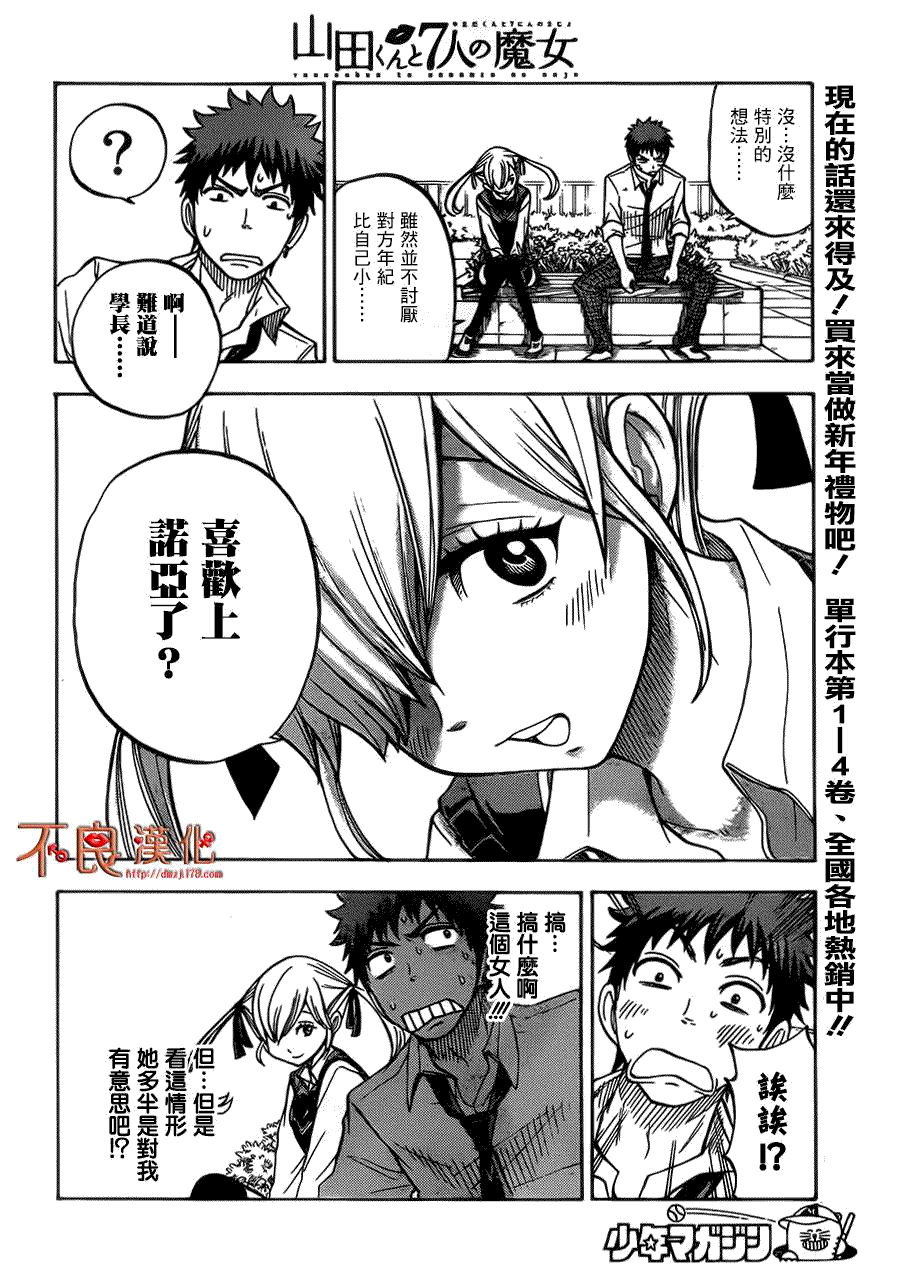 山田くんと7人の魔女
現在的話還來得及！買來當做新年禮物吧！ 單行本第1—4卷、全國各地熱銷中!!
沒…沒什麼
特別的
想法……
雖然並不討厭
對方年紀
比自己小……
？
啊——
難道說
學長……
喜歡上
諾亞了？
不良漢化
http://dmzj178.com
誒誒!?
搞…
搞什麼啊
這個女人!!!!
但…但是
看這情形
她多半是對我
有意思吧!?
少年マガジン